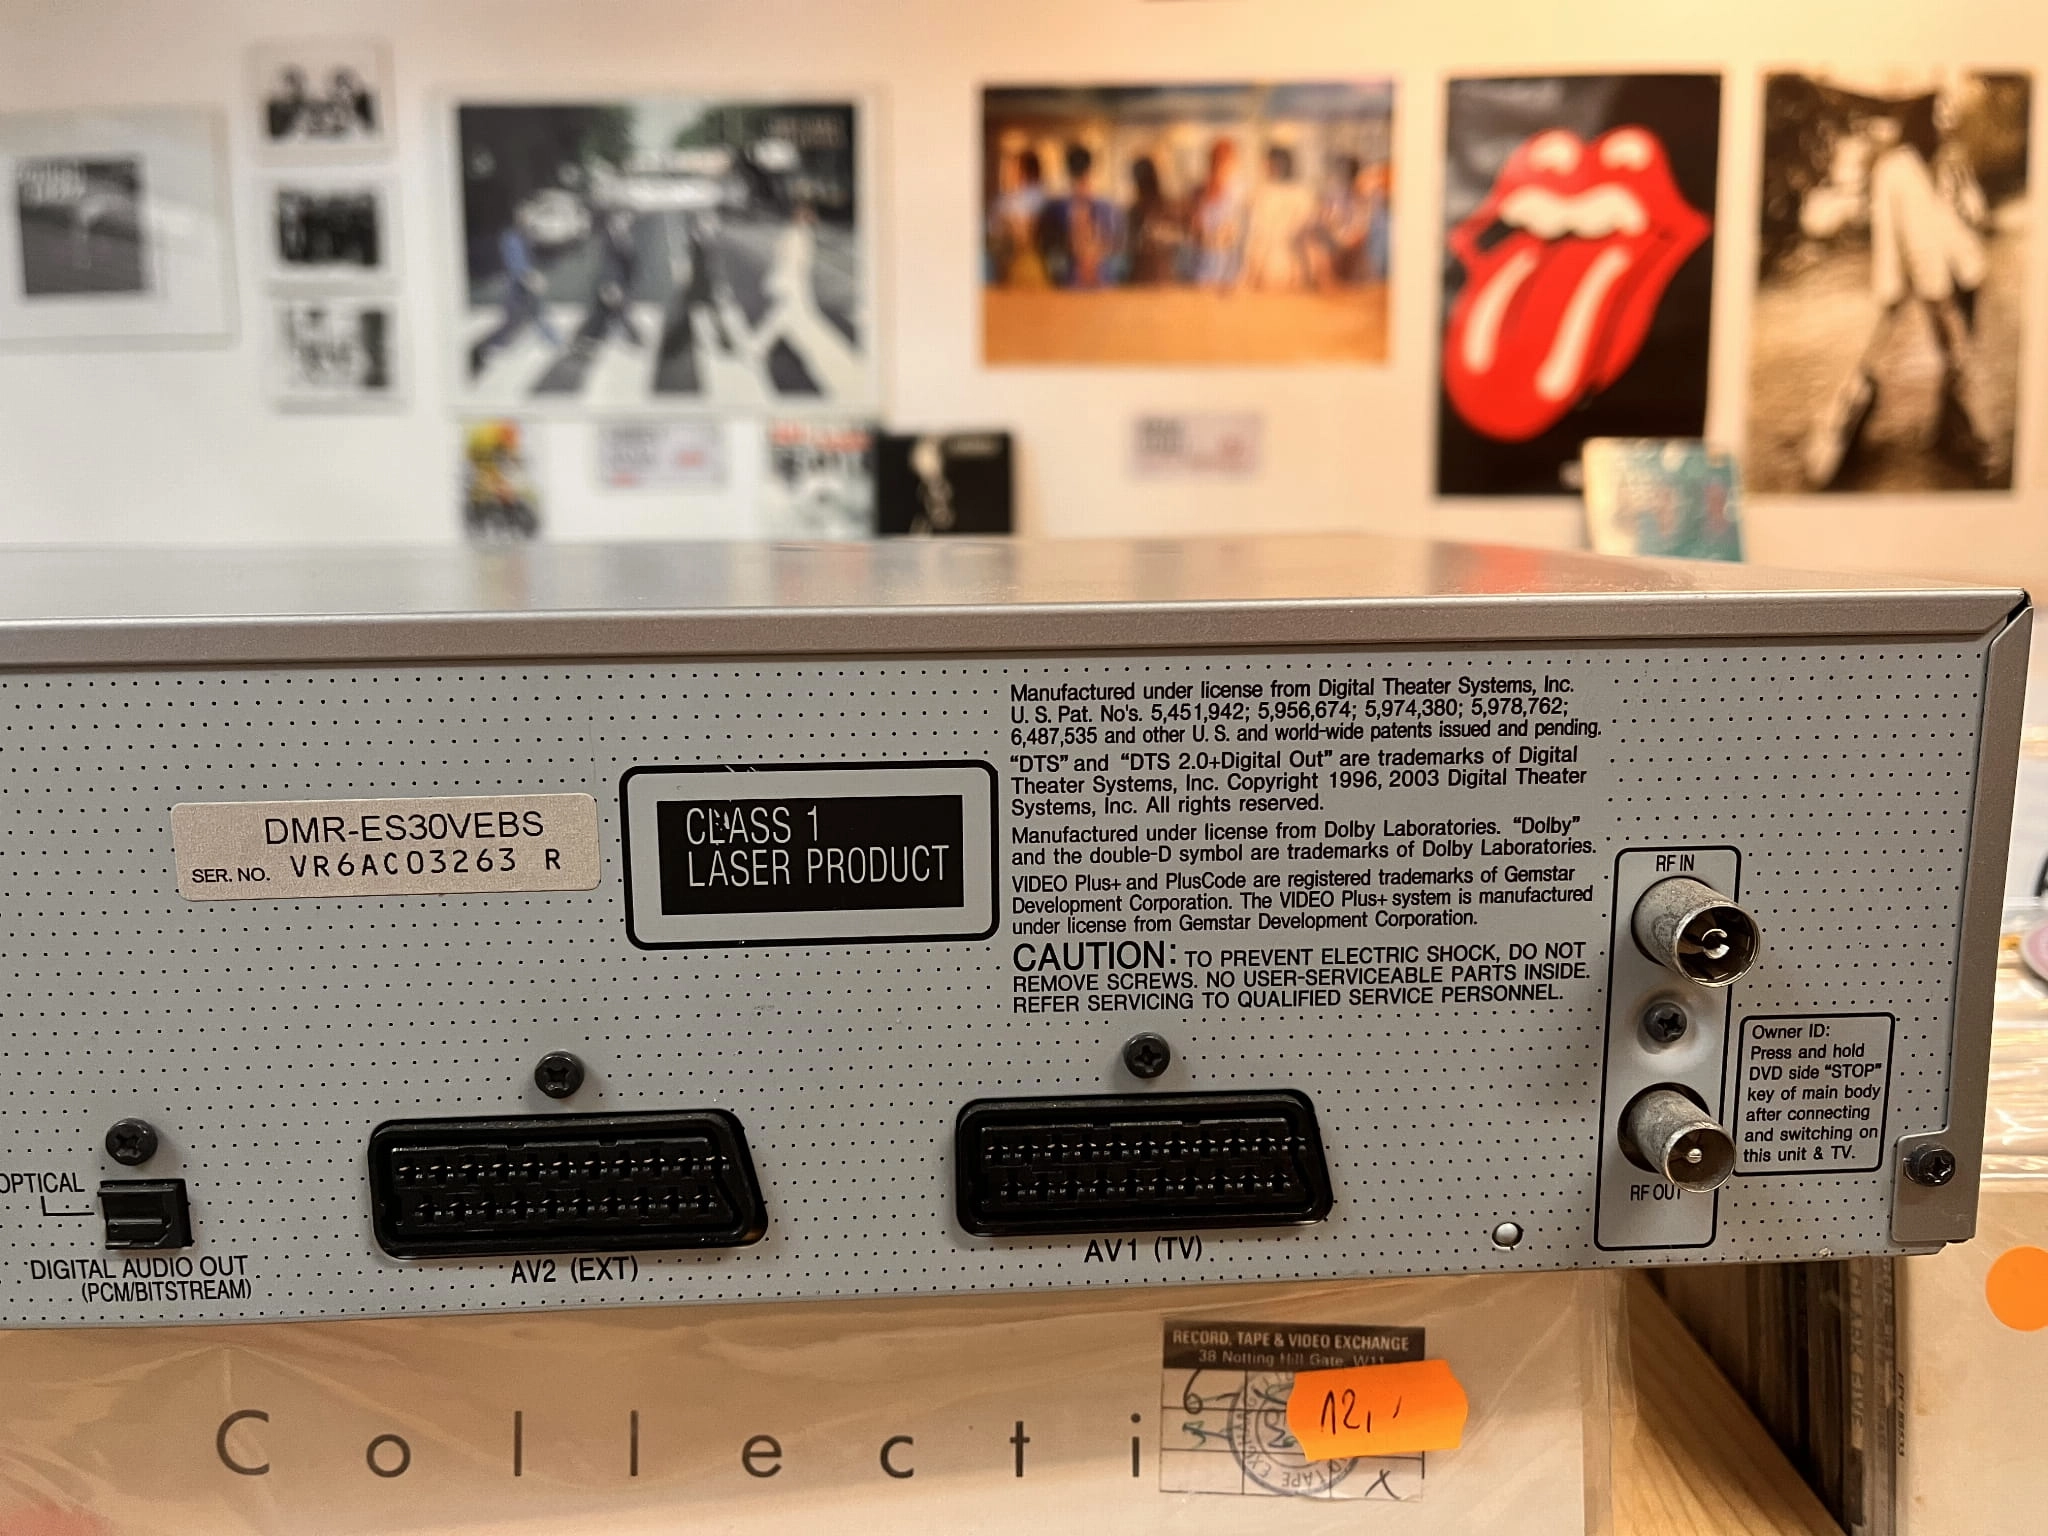 DMR-ES30VEBS
SER. NO. VR6AC03263 R
CLASS 1
LASER PRODUCT
Manufactured under license from Digital Theater Systems, Inc.
U. S. Pat. No's. 5,451,942; 5,956,674; 5,974,380; 5,978,762;
6,487,535 and other U. S. and world-wide patents issued and pending.
“DTS” and “DTS 2.0+Digital Out” are trademarks of Digital
Theater Systems, Inc. Copyright 1996, 2003 Digital Theater
Systems, Inc. All rights reserved.
Manufactured under license from Dolby Laboratories. “Dolby”
and the double-D symbol are trademarks of Dolby Laboratories.
VIDEO Plus+ and PlusCode are registered trademarks of Gemstar
Development Corporation. The VIDEO Plus+ system is manufactured
under license from Gemstar Development Corporation.
CAUTION: TO PREVENT ELECTRIC SHOCK, DO NOT
REMOVE SCREWS. NO USER-SERVICEABLE PARTS INSIDE.
REFER SERVICING TO QUALIFIED SERVICE PERSONNEL.
RF IN
RF OUT
Owner ID:
Press and hold
DVD side “STOP”
key of main body
after connecting
and switching on
this unit & TV.
OPTICAL
DIGITAL AUDIO OUT
(PCM/BITSTREAM)
AV2 (EXT)
AV1 (TV)
RECORD, TAPE & VIDEO EXCHANGE
38 Notting Hill Gate, W11
12,-
Collecti